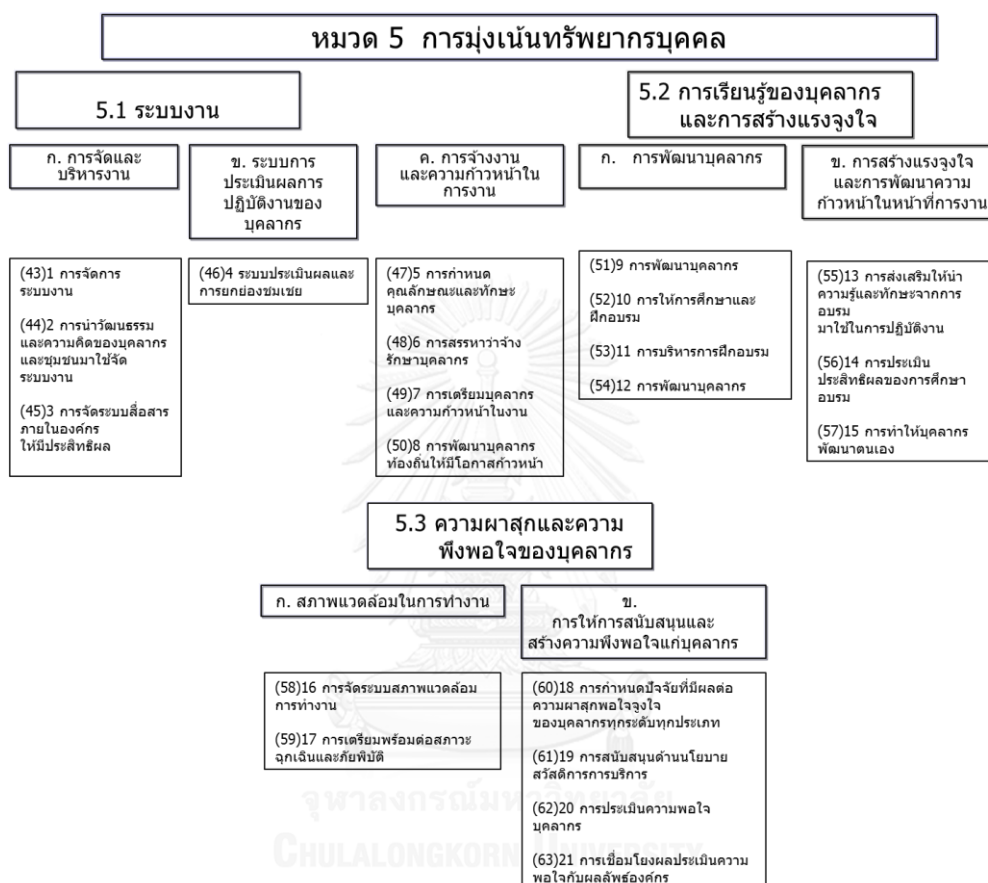 หมวด 5 การมุ่งเน้นทรัพยากรบุคคล
5.1 ระบบงาน
ก. การจัดและ
บริหารงาน
ข. ระบบการ
ประเมินผลการ
ปฏิบัติงานของ
บุคลากร
ค. การจ้างงาน
และความก้าวหน้าใน
การงาน
(43)1 การจัดการ
ระบบงาน
(44)2 การนำวัฒนธรรม
และความคิดของบุคลากร
และชุมชนมาใช้จัด
ระบบงาน
(45)3 การจัดระบบสื่อสาร
ภายในองค์กร
ให้มีประสิทธิผล
(46)4 ระบบประเมินผลและ
การยกย่องชมเชย
(47)5 การกำหนด
คุณลักษณะและทักษะ
บุคลากร
(48)6 การสรรหาว่าจ้าง
รักษาบุคลากร
(49)7 การเตรียมบุคลากร
และความก้าวหน้าในงาน
(50)8 การพัฒนาบุคลากร
ท้องถิ่นให้มีโอกาสก้าวหน้า
5.2 การเรียนรู้ของบุคลากร
และการสร้างแรงจูงใจ
ก. การพัฒนาบุคลากร
ข. การสร้างแรงจูงใจ
และการพัฒนาความ
ก้าวหน้าในหน้าที่การงาน
(51)9 การพัฒนาบุคลากร
(52)10 การให้การศึกษาและ
ฝึกอบรม
(53)11 การบริหารการฝึกอบรม
(54)12 การพัฒนาบุคลากร
(55)13 การส่งเสริมให้นำ
ความรู้และทักษะจากการ
อบรม
มาใช้ในการปฏิบัติงาน
(56)14 การประเมิน
ประสิทธิผลของการศึกษา
อบรม
(57)15 การทำให้บุคลากร
พัฒนาตนเอง
5.3 ความผาสุกและความ
พึงพอใจของบุคลากร
ก. สภาพแวดล้อมในการทำงาน
ข.
การให้การสนับสนุนและ
สร้างความพึงพอใจแก่บุคลากร
(58)16 การจัดระบบสภาพแวดล้อม
การทำงาน
(59)17 การเตรียมพร้อมต่อสภาวะ
ฉุกเฉินและภัยพิบัติ
(60)18 การกำหนดปัจจัยที่มีผลต่อ
ความผาสุกพอใจจูงใจ
ของบุคลากรทุกระดับทุกประเภท
(61)19 การสนับสนุนด้านนโยบาย
สวัสดิการการบริการ
(62)20 การประเมินความพอใจ
บุคลากร
(63)21 การเชื่อมโยงผลประเมินความ
พอใจกับผลลัพธ์องค์กร
จุฬาลงกรณ์มหาวิทยาลัย
CHULALONGKORN UNIVERSITY